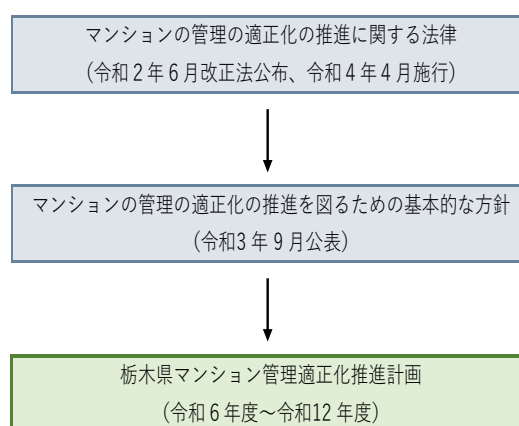 マンションの管理の適正化の推進に関する法律
（令和２年６月改正法公布、令和４年４月施行）
マンションの管理の適正化の推進を図るための基本的な方針
（令和3 年９月公表）
栃木県マンション管理適正化推進計画
（令和６年度～令和12 年度）